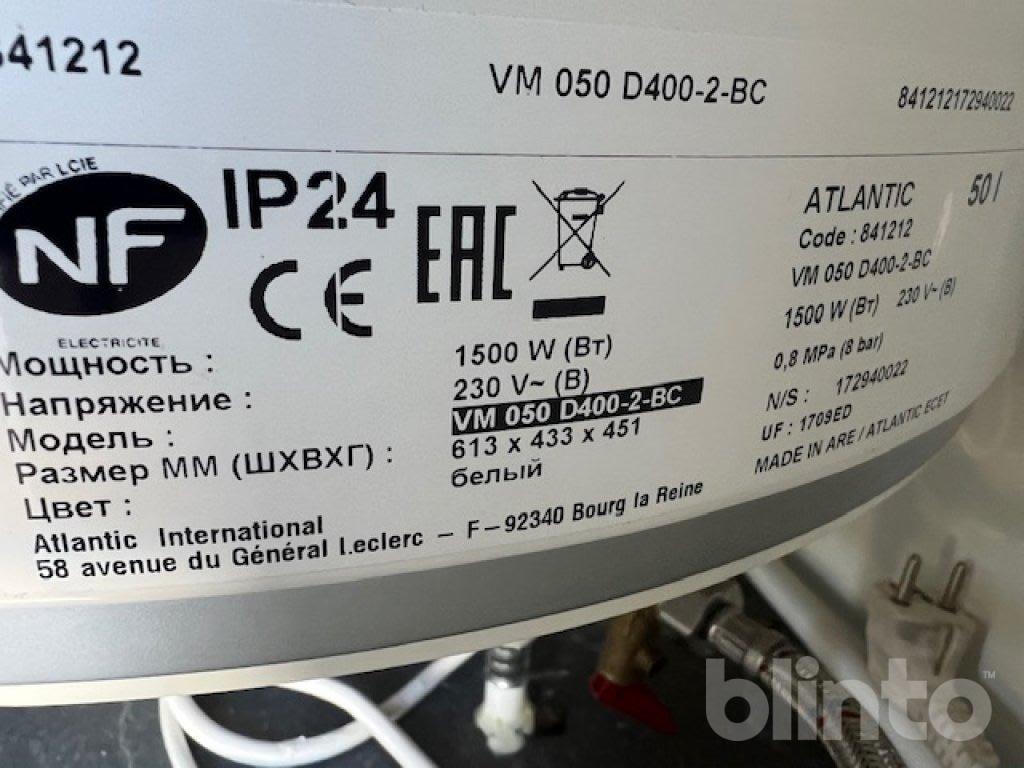 841212
VM 050 D400-2-BC
841212172940022
PAR LCIE
NF
ELECTRICITE
IP24
CE
EAC
ATLANTIC 50 l
Code : 841212
VM 050 D400-2-BC
1500 W (Вт) 230 V~ (В)
0,8 MPa (8 bar)
N/S : 172940022
UF : 1709ED
MADE IN ARE / ATLANTIC ECET
Мощность : 1500 W (Вт)
Напряжение : 230 V~ (В)
Модель : VM 050 D400-2-BC
Размер ММ (ШХВХГ) : 613 x 433 x 451
Цвет : белый
Atlantic International
58 avenue du Général Leclerc – F–92340 Bourg la Reine
blinto™